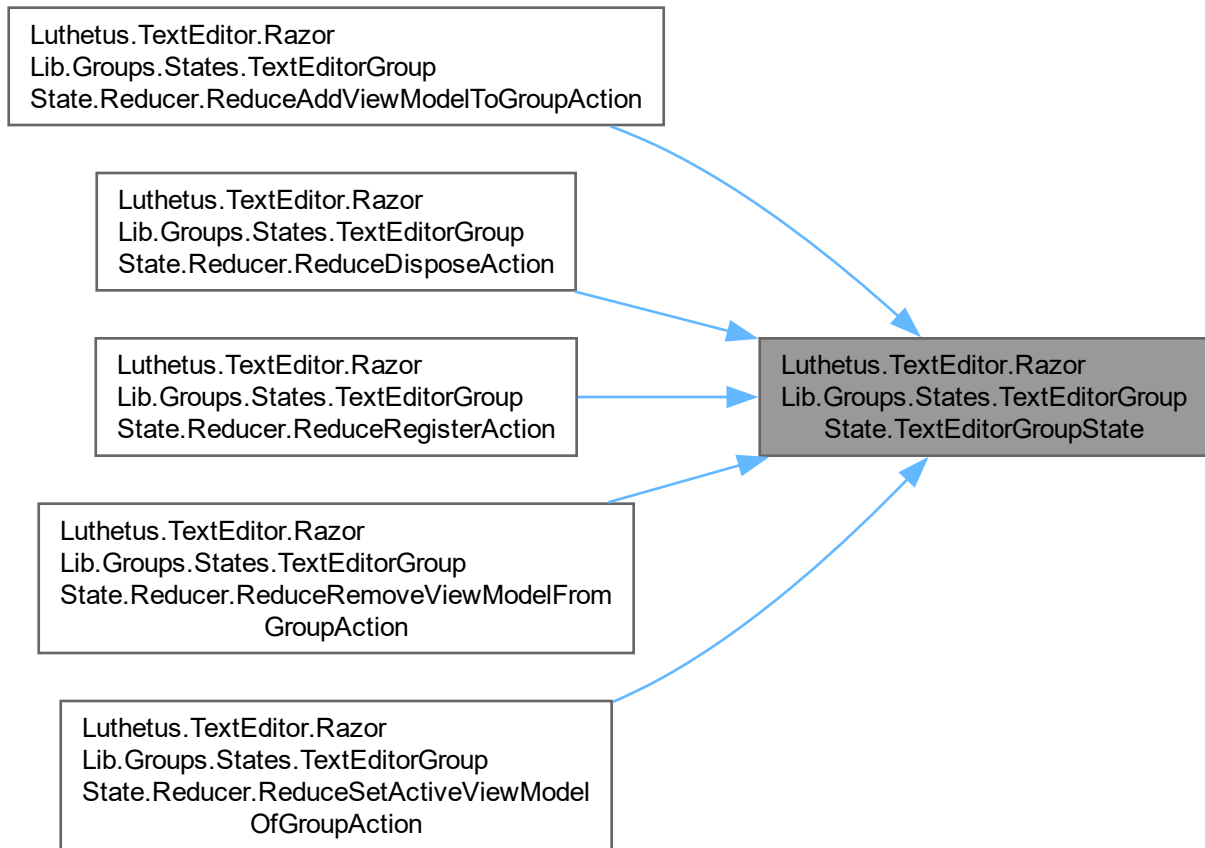 Luthetus.TextEditor.Razor
Lib.Groups.States.TextEditorGroup
State.Reducer.ReduceAddViewModelToGroupAction
Luthetus.TextEditor.Razor
Lib.Groups.States.TextEditorGroup
State.Reducer.ReduceDisposeAction
Luthetus.TextEditor.Razor
Lib.Groups.States.TextEditorGroup
State.Reducer.ReduceRegisterAction
Luthetus.TextEditor.Razor
Lib.Groups.States.TextEditorGroup
State.TextEditorGroupState
Luthetus.TextEditor.Razor
Lib.Groups.States.TextEditorGroup
State.Reducer.ReduceRemoveViewModelFrom
GroupAction
Luthetus.TextEditor.Razor
Lib.Groups.States.TextEditorGroup
State.Reducer.ReduceSetActiveViewModel
OfGroupAction